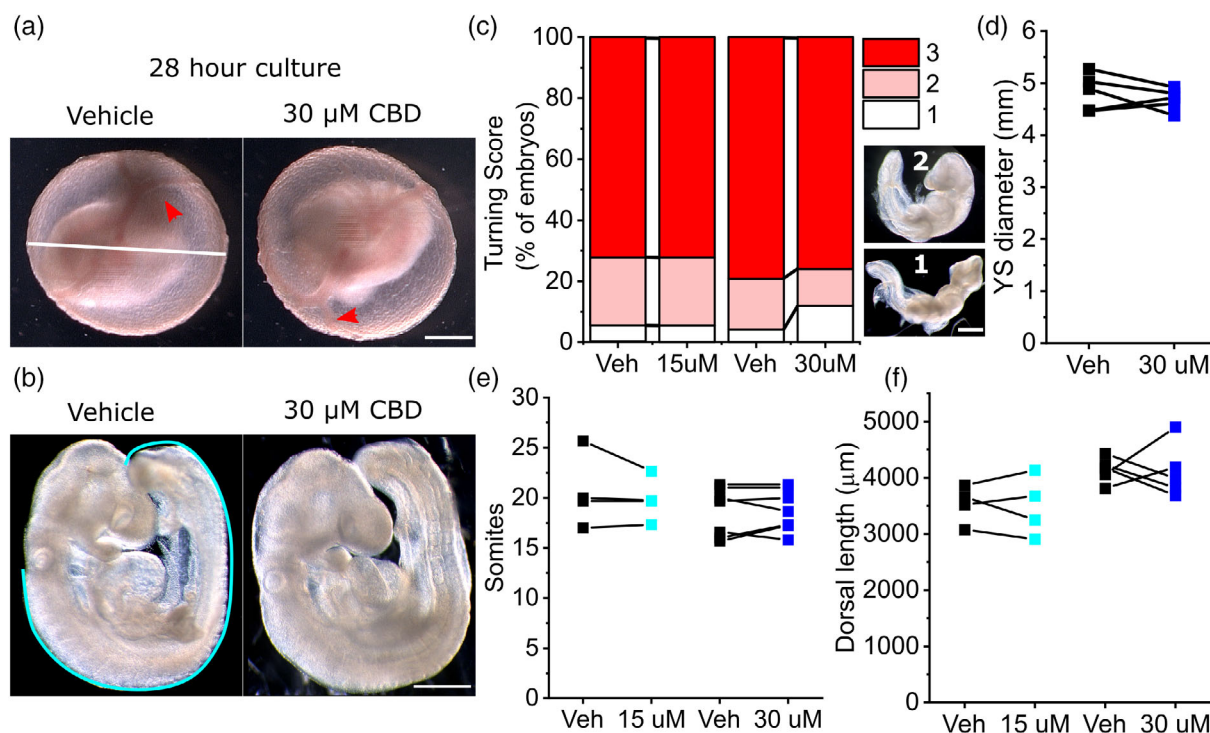 (a)
28 hour culture
Vehicle
30 µM CBD
(b)
Vehicle
30 µM CBD
(c)
Turning Score
(% of embryos)
100
80
60
40
20
0
Veh
15uM
Veh
30uM
3
2
1
2
1
(d)
YS diameter (mm)
6
5
4
3
2
1
0
Veh
30 uM
(e)
Somites
30
25
20
15
10
5
0
Veh
15 uM
Veh
30 uM
(f)
Dorsal length (µm)
5000
4000
3000
2000
1000
0
Veh
15 uM
Veh
30 uM